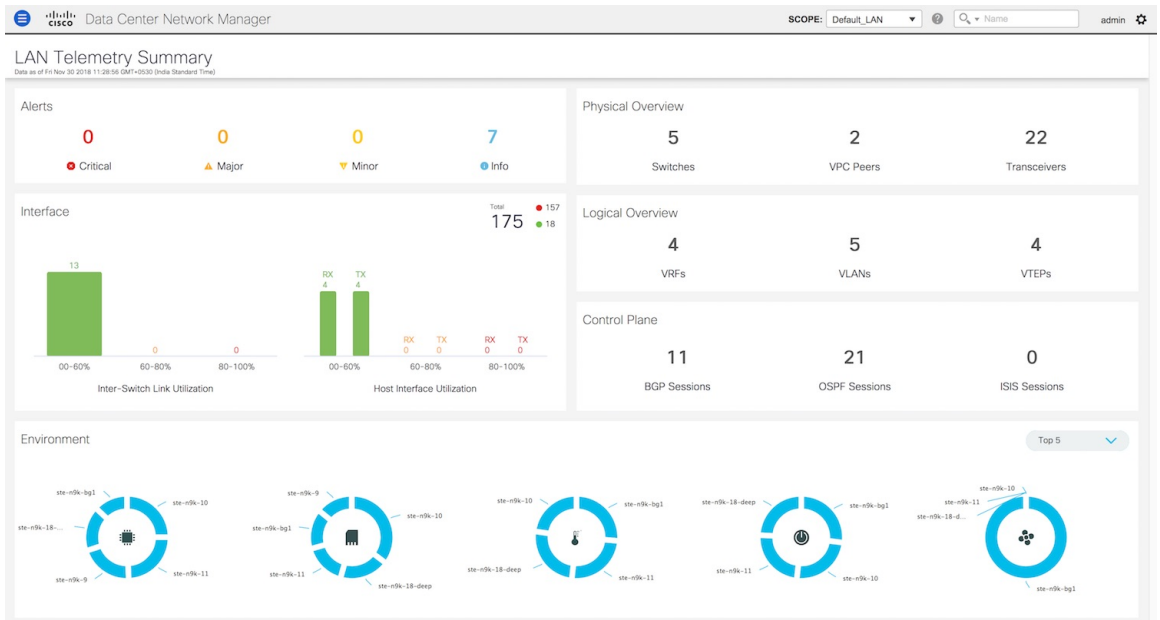 cisco Data Center Network Manager
SCOPE: Default_LAN
Name
admin
LAN Telemetry Summary
Data as of Fri Nov 30 2018 11:28:56 GMT+0530 (India Standard Time)
Alerts
0 0 0 7
Critical Major Minor Info
Physical Overview
5 2 22
Switches VPC Peers Transceivers
Interface
Total
175
157
18
13
0 0
00-60% 60-80% 80-100%
Inter-Switch Link Utilization
RX TX
4 4
RX TX RX TX
0 0 0 0
00-60% 60-80% 80-100%
Host Interface Utilization
Logical Overview
4 5 4
VRFs VLANs VTEPs
Control Plane
11 21 0
BGP Sessions OSPF Sessions ISIS Sessions
Environment
Top 5
ste-n9k-bg1
ste-n9k-10
ste-n9k-18-...
ste-n9k-9
ste-n9k-11
ste-n9k-9
ste-n9k-10
ste-n9k-bg1
ste-n9k-11
ste-n9k-18-deep
ste-n9k-10
ste-n9k-bg1
ste-n9k-18-deep
ste-n9k-11
ste-n9k-18-deep
ste-n9k-bg1
ste-n9k-11
ste-n9k-10
ste-n9k-10
ste-n9k-11
ste-n9k-18-d...
ste-n9k-bg1